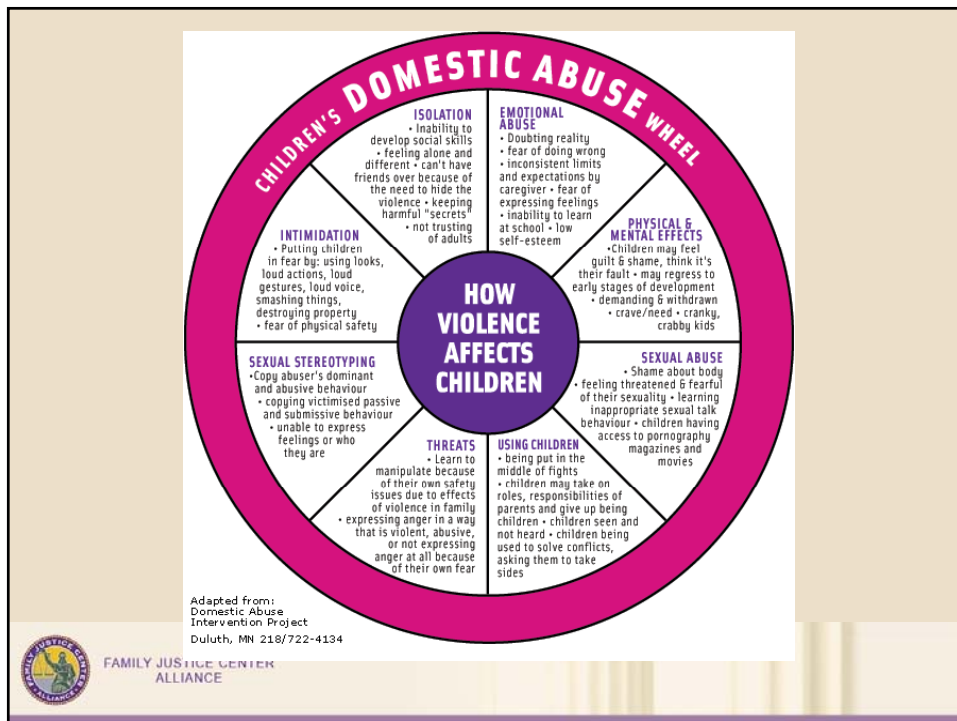 CHILDREN'S DOMESTIC ABUSE WHEEL
ISOLATION
• Inability to
develop social skills
• feeling alone and
different • can't have
friends over because of
the need to hide the
violence • keeping
harmful "secrets"
• not trusting
of adults
EMOTIONAL
ABUSE
• Doubting reality
• fear of doing wrong
• inconsistent limits
and expectations by
caregiver • fear of
expressing feelings
• inability to learn
at school • low
self-esteem
PHYSICAL &
MENTAL EFFECTS
•Children may feel
guilt & shame, think it's
their fault • may regress to
early stages of development
• demanding & withdrawn
• crave/need • cranky,
crabby kids
SEXUAL ABUSE
• Shame about body
• feeling threatened & fearful
of their sexuality • learning
inappropriate sexual talk
behaviour • children having
access to pornography
magazines and
movies
USING CHILDREN
• being put in the
middle of fights
• children may take on
roles, responsibilities of
parents and give up being
children • children seen and
not heard • children being
used to solve conflicts,
asking them to take
sides
THREATS
• Learn to
manipulate because
of their own safety
issues due to effects
of violence in family
• expressing anger in a way
that is violent, abusive,
or not expressing
anger at all because
of their own fear
SEXUAL STEREOTYPING
•Copy abuser's dominant
and abusive behaviour
• copying victimised passive
and submissive behaviour
• unable to express
feelings or who
they are
INTIMIDATION
• Putting children
in fear by: using looks,
loud actions, loud
gestures, loud voice,
smashing things,
destroying property
• fear of physical safety
HOW
VIOLENCE
AFFECTS
CHILDREN
Adapted from:
Domestic Abuse
Intervention Project
Duluth, MN 218/722-4134
FAMILY JUSTICE CENTER
ALLIANCE
FAMILY JUSTICE CENTER
ALLIANCE